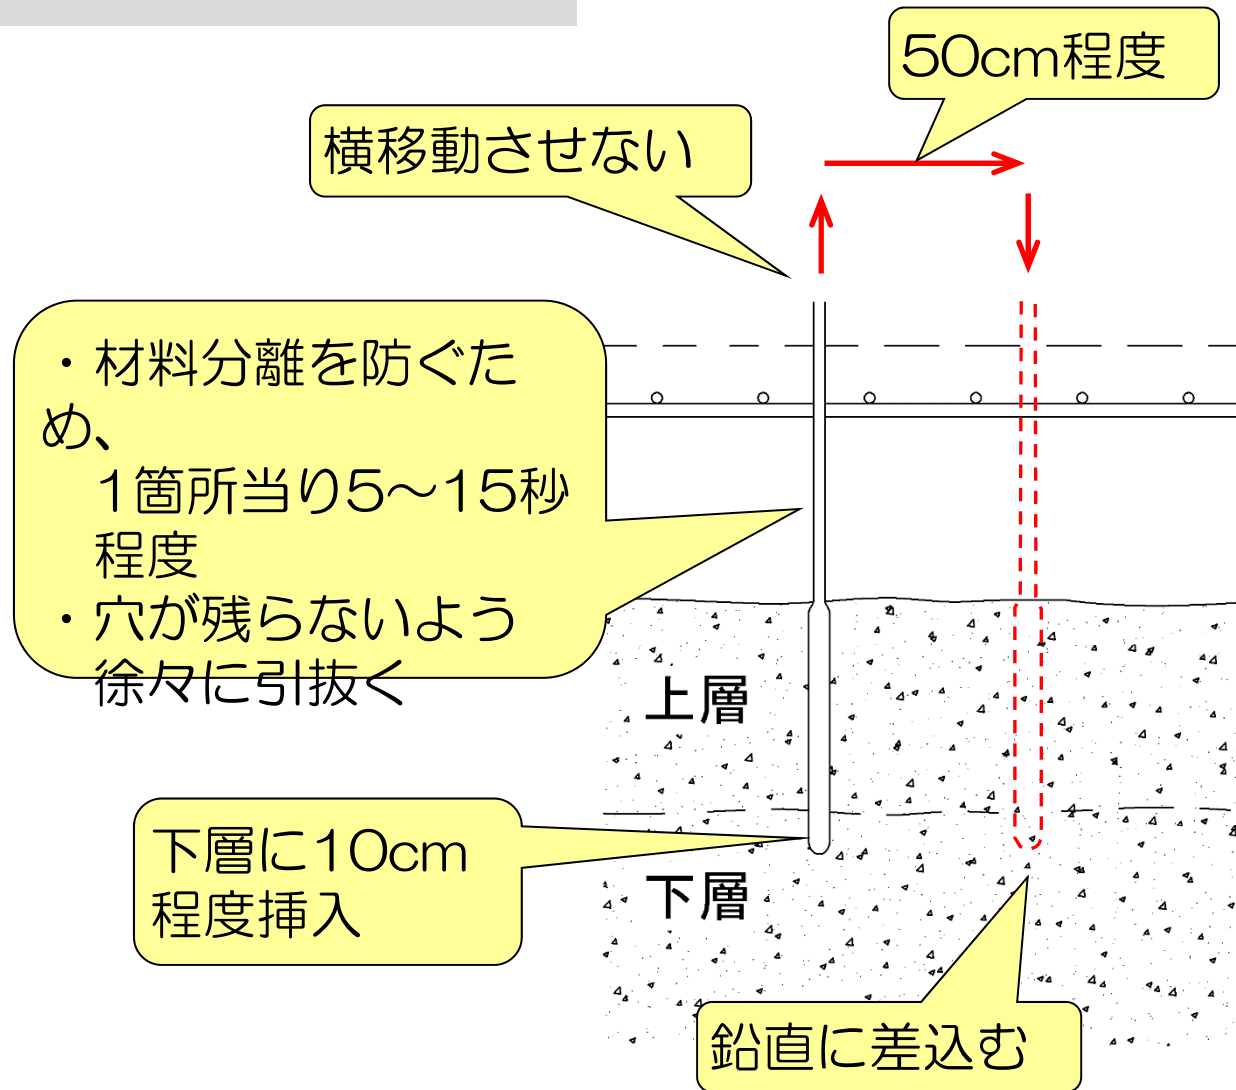 50cm程度
横移動させない
・材料分離を防ぐた
め、
1箇所当り5～15秒
程度
・穴が残らないよう
徐々に引抜く
上層
下層に10cm
程度挿入
下層
鉛直に差込む